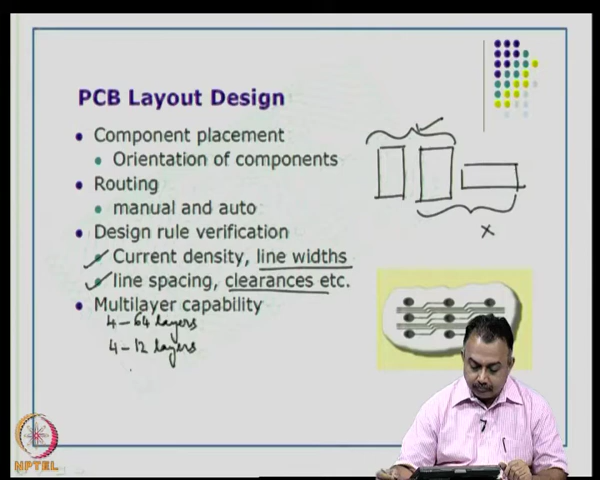 PCB Layout Design
• Component placement
• Orientation of components
• Routing
• manual and auto
• Design rule verification
• Current density, line widths
• line spacing, clearances etc.
• Multilayer capability
4-64 layers
4-12 layers
x
NPTEL